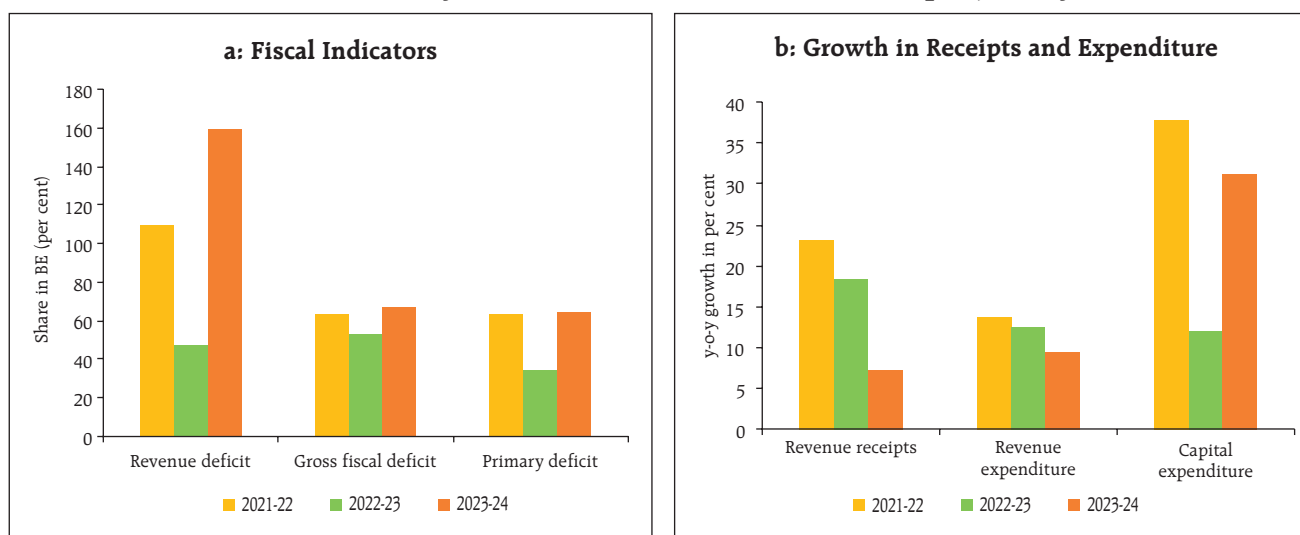 a: Fiscal Indicators
Share in BE (per cent)
180
160
140
120
100
80
60
40
20
0
Revenue deficit
Gross fiscal deficit
Primary deficit
2021-22
2022-23
2023-24
b: Growth in Receipts and Expenditure
y-o-y growth in per cent
40
35
30
25
20
15
10
5
0
Revenue receipts
Revenue
expenditure
Capital
expenditure
2021-22
2022-23
2023-24